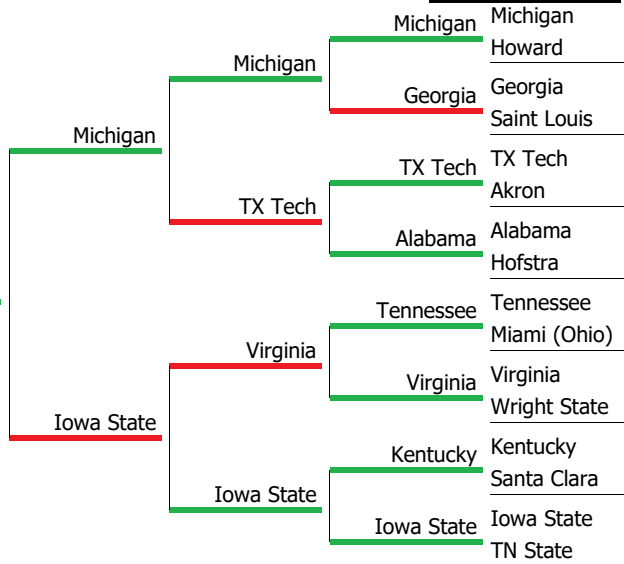 Michigan
Michigan
Howard
Michigan
Georgia
Georgia
Saint Louis
Michigan
TX Tech
TX Tech
Akron
TX Tech
Alabama
Alabama
Hofstra
Tennessee
Tennessee
Miami (Ohio)
Virginia
Virginia
Virginia
Wright State
Iowa State
Kentucky
Kentucky
Santa Clara
Iowa State
Iowa State
Iowa State
TN State